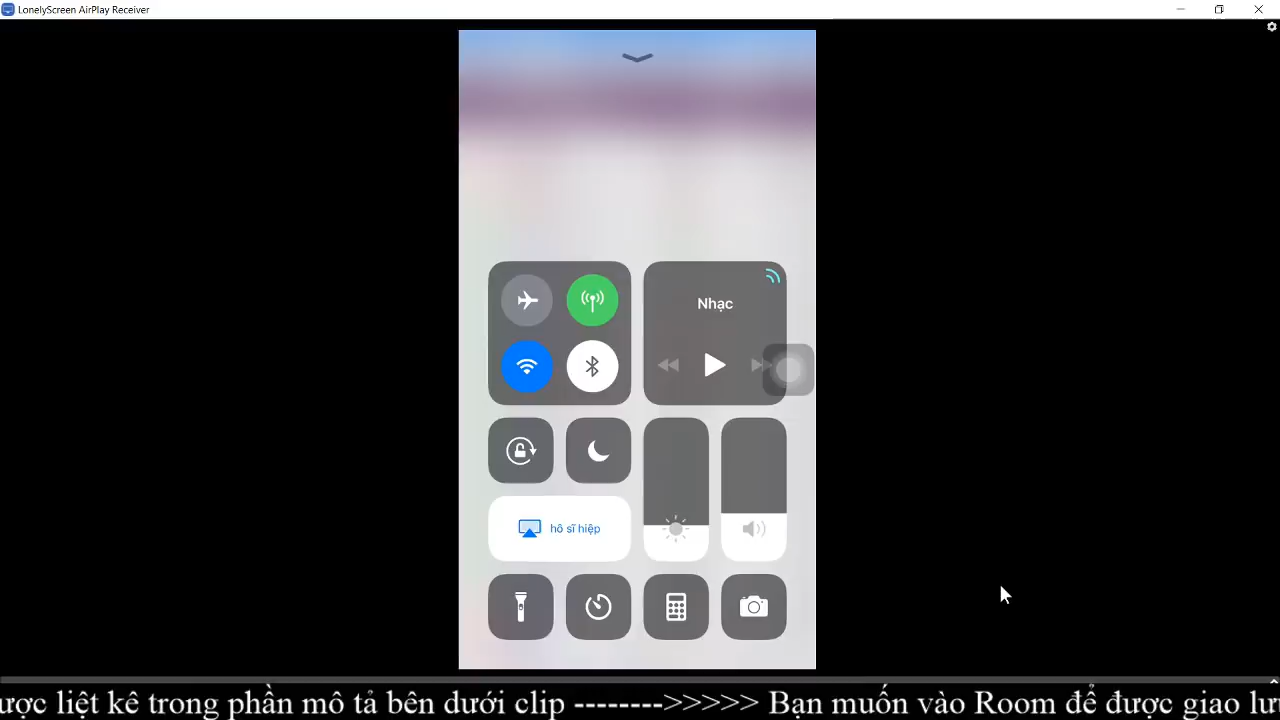 LonelyScreen AirPlay Receiver
Nhạc
hồ sĩ hiệp
ược liệt kê trong phần mô tả bên dưới clip -------->>>>> Bạn muốn vào Room để được giao lư